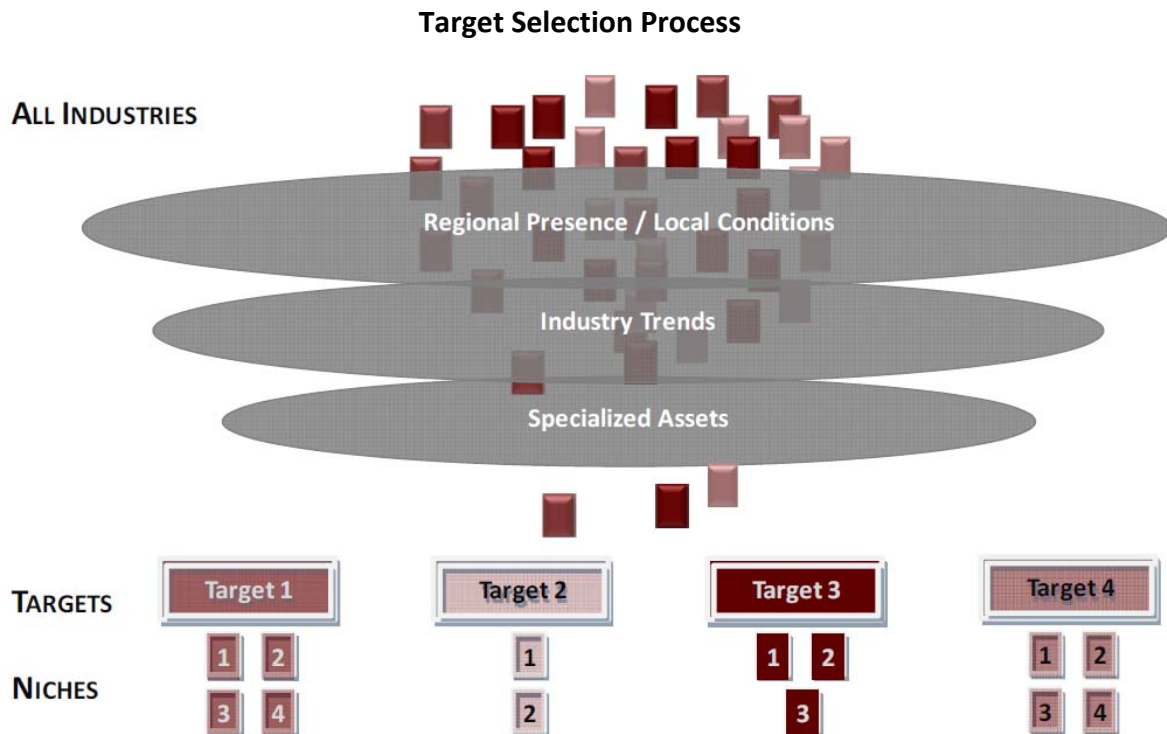 Target Selection Process
ALL INDUSTRIES
Regional Presence / Local Conditions
Industry Trends
Specialized Assets
TARGETS
Target 1
Target 2
Target 3
Target 4
NICHES
1 2
3 4
1
2
1 2
3
1 2
3 4